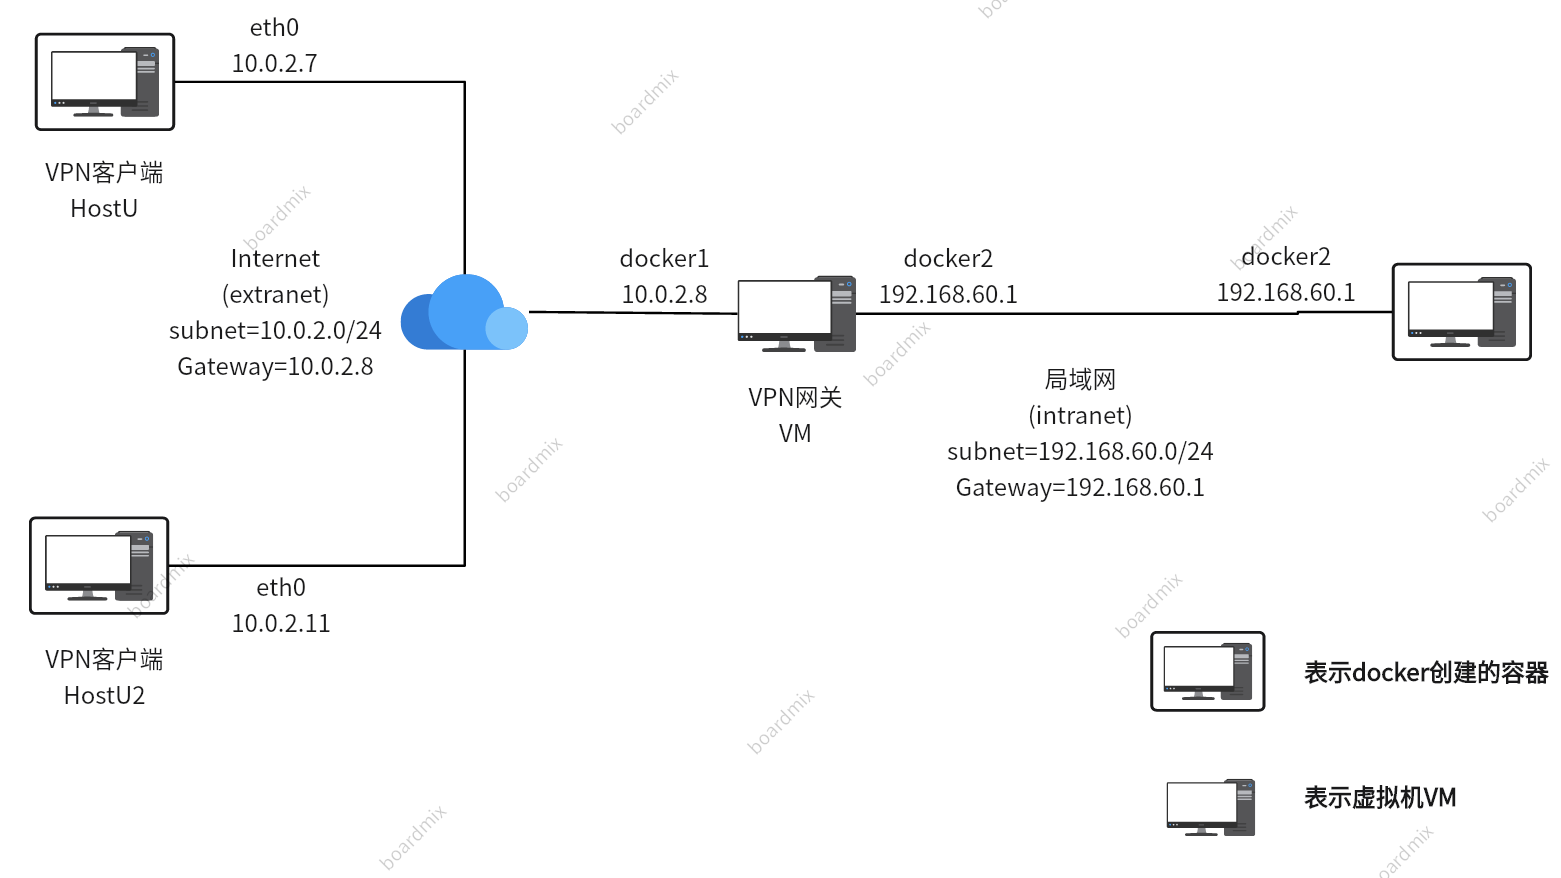 eth0
10.0.2.7
VPN客户端
HostU
Internet
(extranet)
subnet=10.0.2.0/24
Gateway=10.0.2.8
docker1
10.0.2.8
VPN网关
VM
docker2
192.168.60.1
docker2
192.168.60.1
局域网
(intranet)
subnet=192.168.60.0/24
Gateway=192.168.60.1
eth0
10.0.2.11
VPN客户端
HostU2
表示docker创建的容器
表示虚拟机VM
boardmix
boardmix
boardmix
boardmix
boardmix
boardmix
boardmix
boardmix
boardmix
boardmix